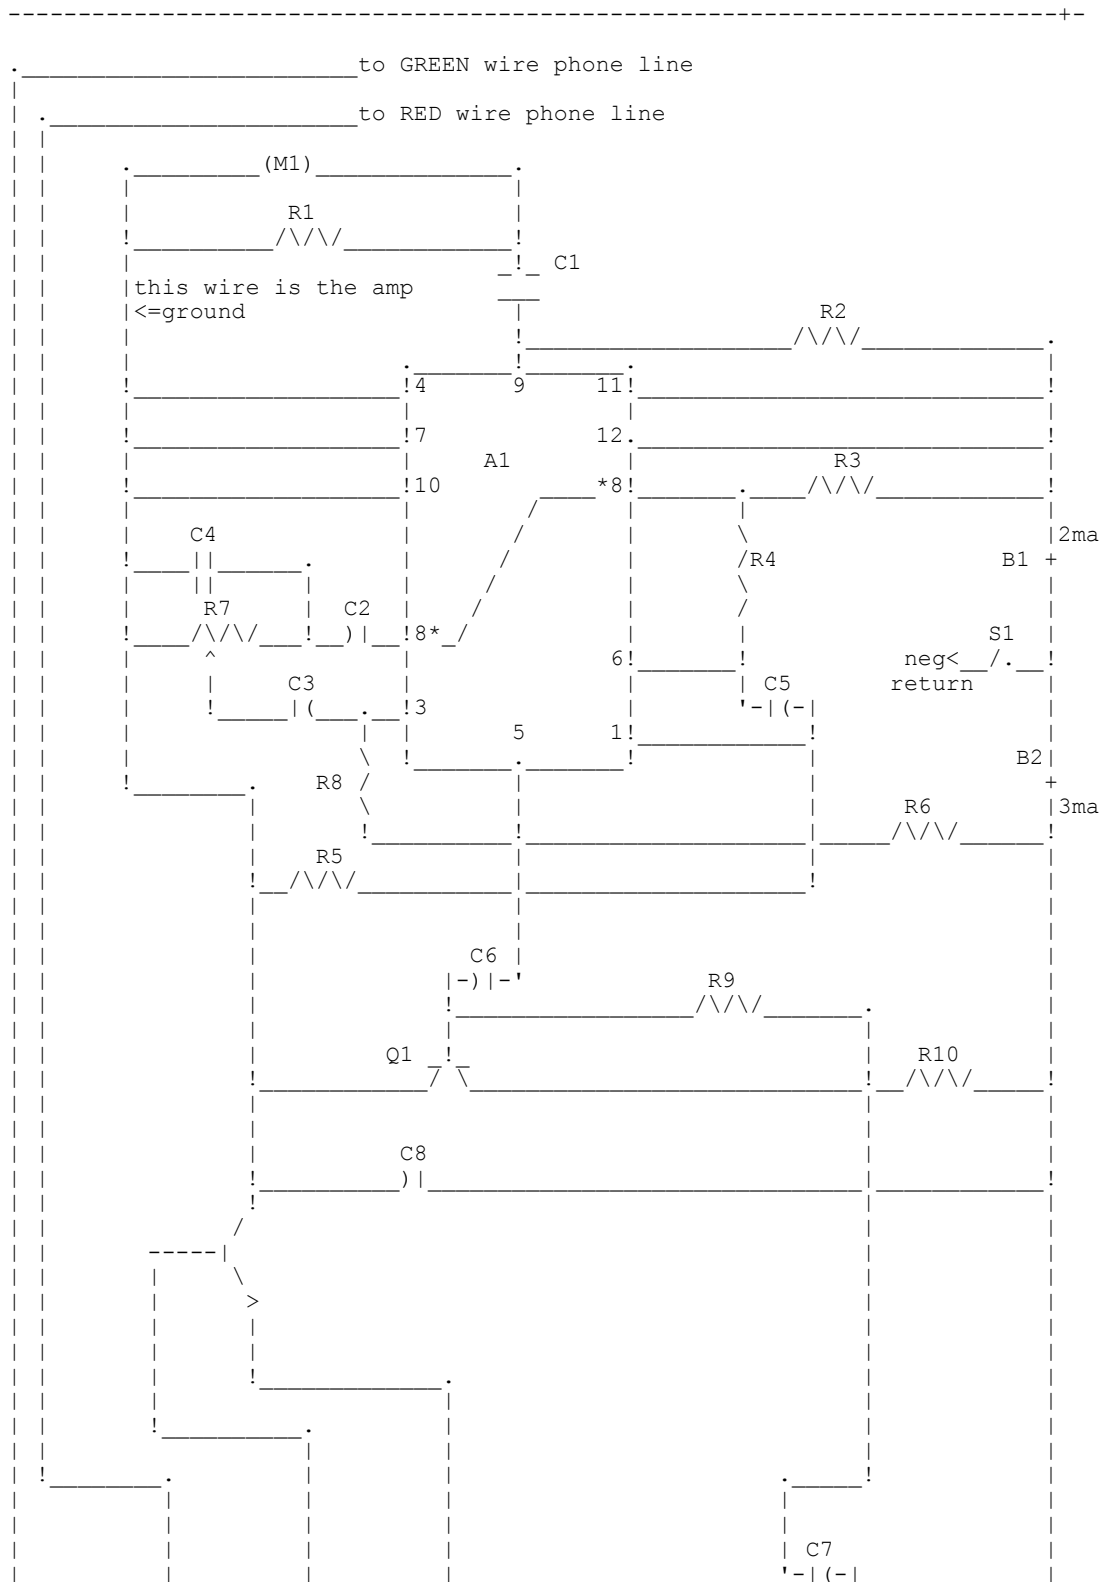 to GREEN wire phone line
to RED wire phone line
(M1)
R1
C1
this wire is the amp
<=ground
R2
4 9 11
7 12
A1 R3
10 *8
C4 2ma
R4 B1 +
R7 C2
8* S1
6 neg<
C3 C5 return
3
5 1
B2
R8 +
R6 3ma
R5
C6
R9
Q1 R10
C8
C7